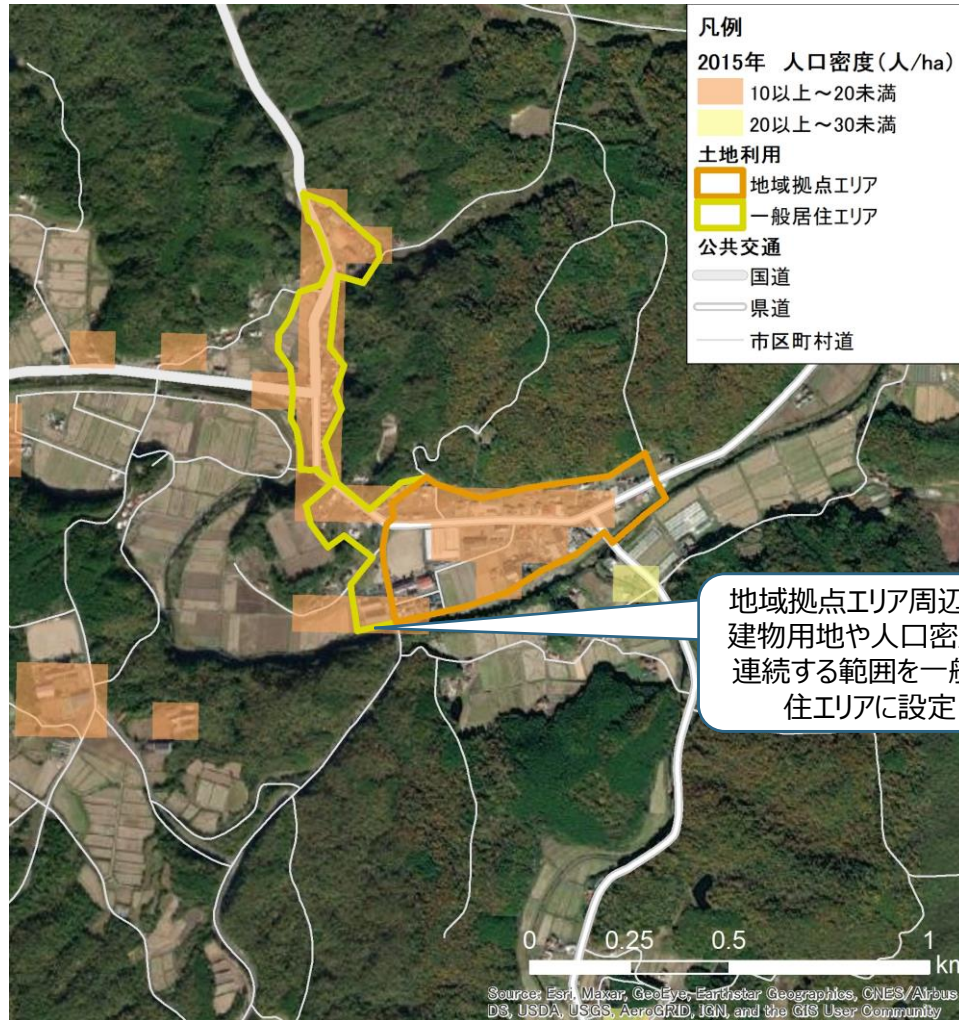 凡例
2015年 人口密度(人/ha)
10以上～20未満
20以上～30未満
土地利用
地域拠点エリア
一般居住エリア
公共交通
国道
県道
市区町村道
地域拠点エリア周辺
建物用地や人口密
連続する範囲を一般
住エリアに設定
0 0.25 0.5 1
km
Source: Esri, Maxar, GeoEye, Earthstar Geographics, CNES/Airbus
DS, USDA, USGS, AeroGRID, IGN, and the GIS User Community